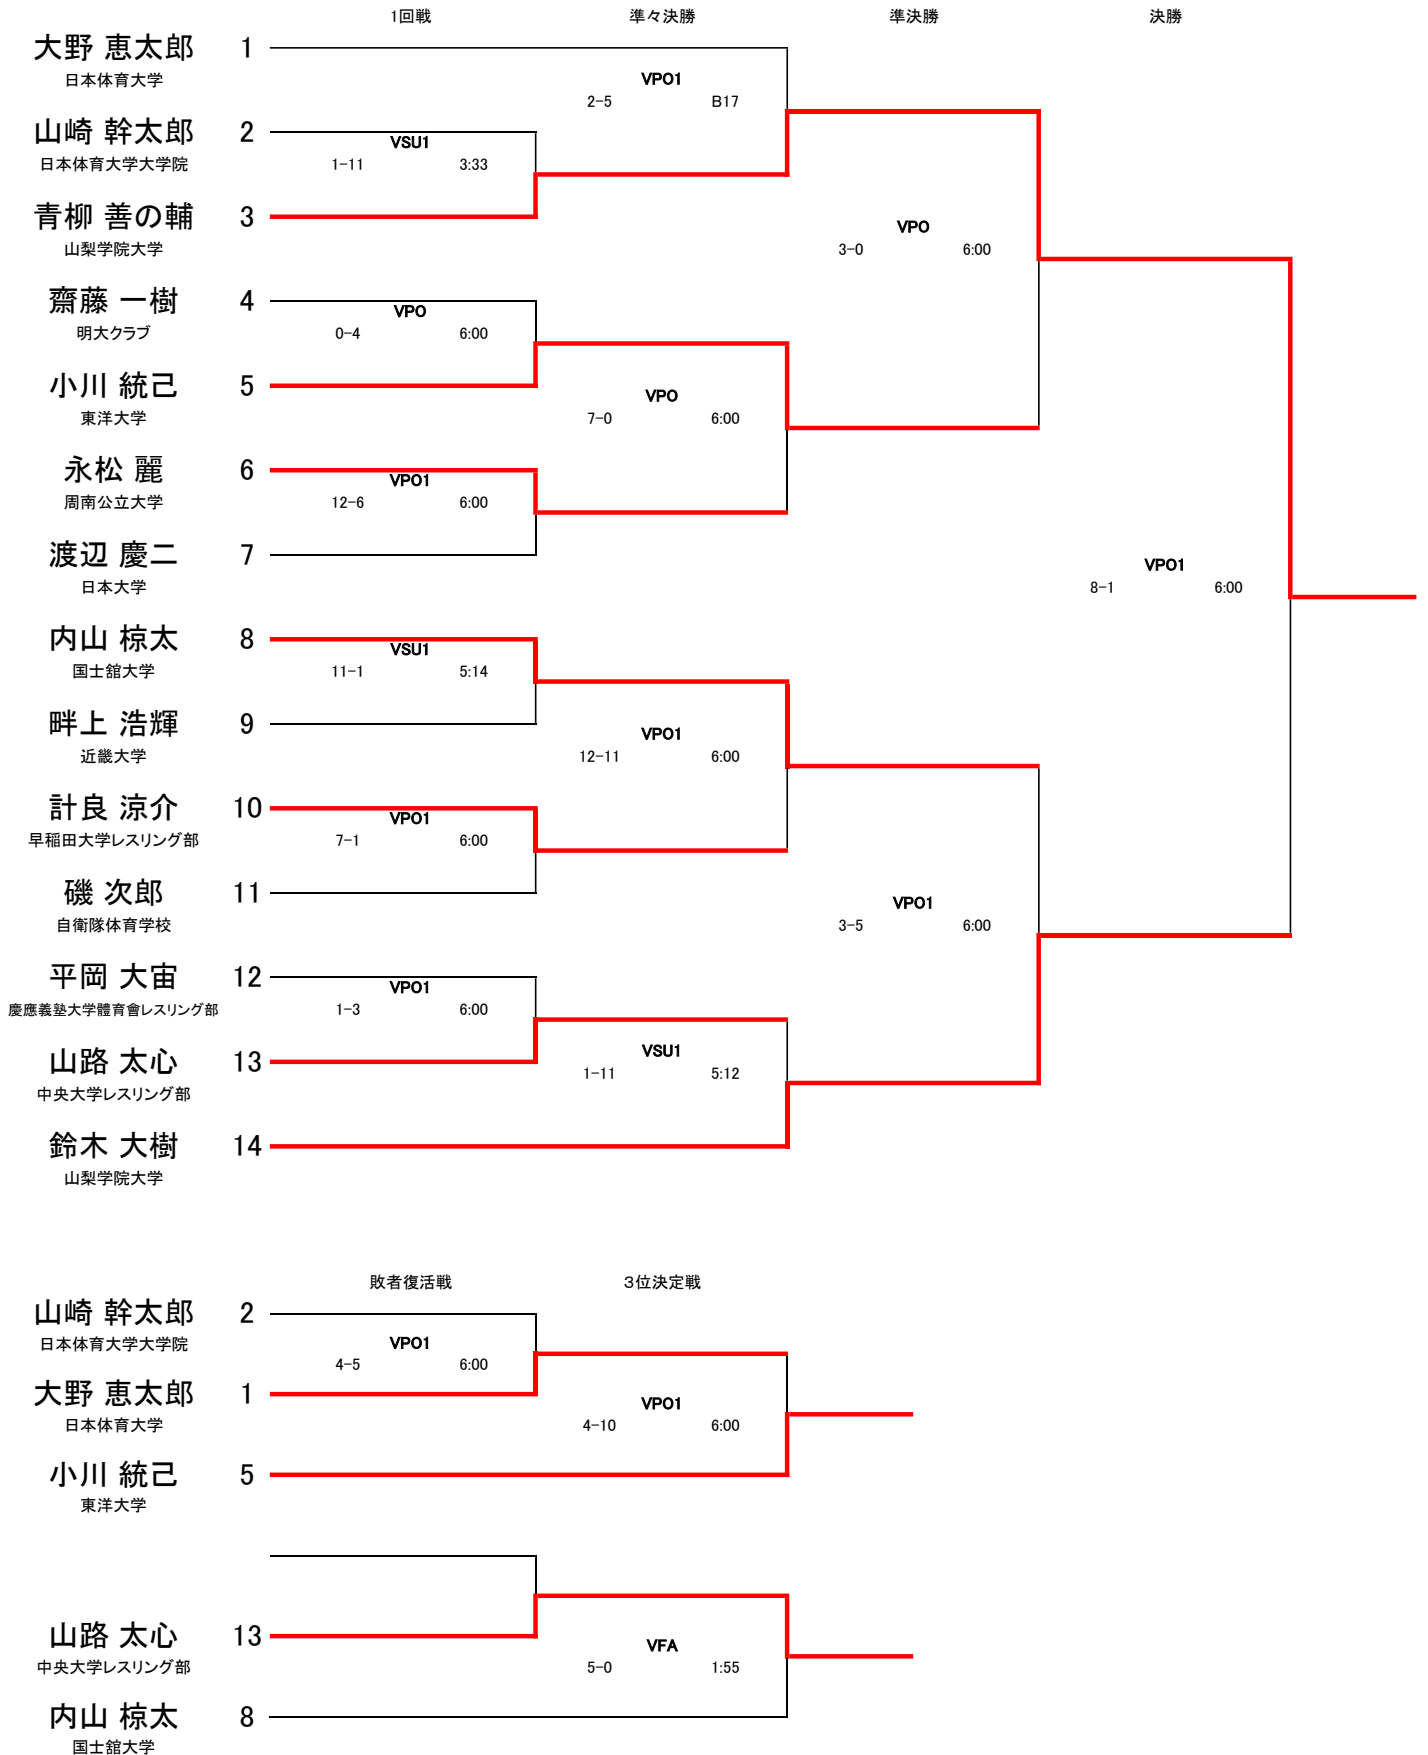 1回戦 準々決勝 準決勝 決勝
大野 恵太郎 1
日本体育大学
VPO1
2-5 B17
山崎 幹太郎 2
日本体育大学大学院
VSU1
1-11 3:33
青柳 善の輔 3
山梨学院大学
VPO
3-0 6:00
齋藤 一樹 4
明大クラブ
VPO
0-4 6:00
小川 統己 5
東洋大学
VPO
7-0 6:00
永松 麗 6
周南公立大学
VPO1
12-6 6:00
渡辺 慶二 7
日本大学
VPO1
8-1 6:00
内山 椋太 8
国士舘大学
VSU1
11-1 5:14
畔上 浩輝 9
近畿大学
VPO1
12-11 6:00
計良 涼介 10
早稲田大学レスリング部
VPO1
7-1 6:00
磯 次郎 11
自衛隊体育学校
VPO1
3-5 6:00
平岡 大宙 12
慶應義塾大学體育會レスリング部
VPO1
1-3 6:00
山路 太心 13
中央大学レスリング部
VSU1
1-11 5:12
鈴木 大樹 14
山梨学院大学
敗者復活戦 3位決定戦
山崎 幹太郎 2
日本体育大学大学院
VPO1
4-5 6:00
大野 恵太郎 1
日本体育大学
VPO1
4-10 6:00
小川 統己 5
東洋大学
山路 太心 13
中央大学レスリング部
VFA
5-0 1:55
内山 椋太 8
国士舘大学